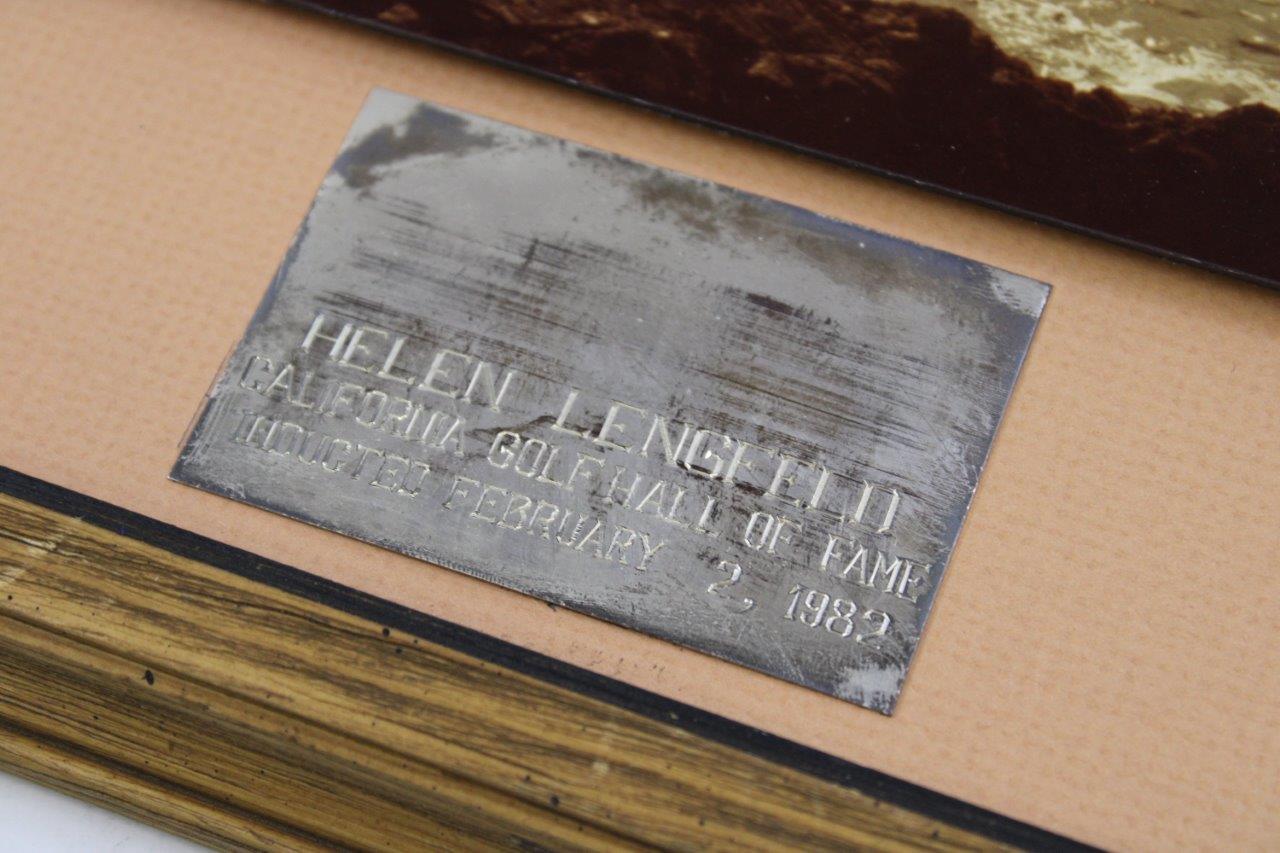 HELEN LENGFELD
CALIFORNIA GOLF HALL OF FAME
INDUCTED FEBRUARY 2, 1982